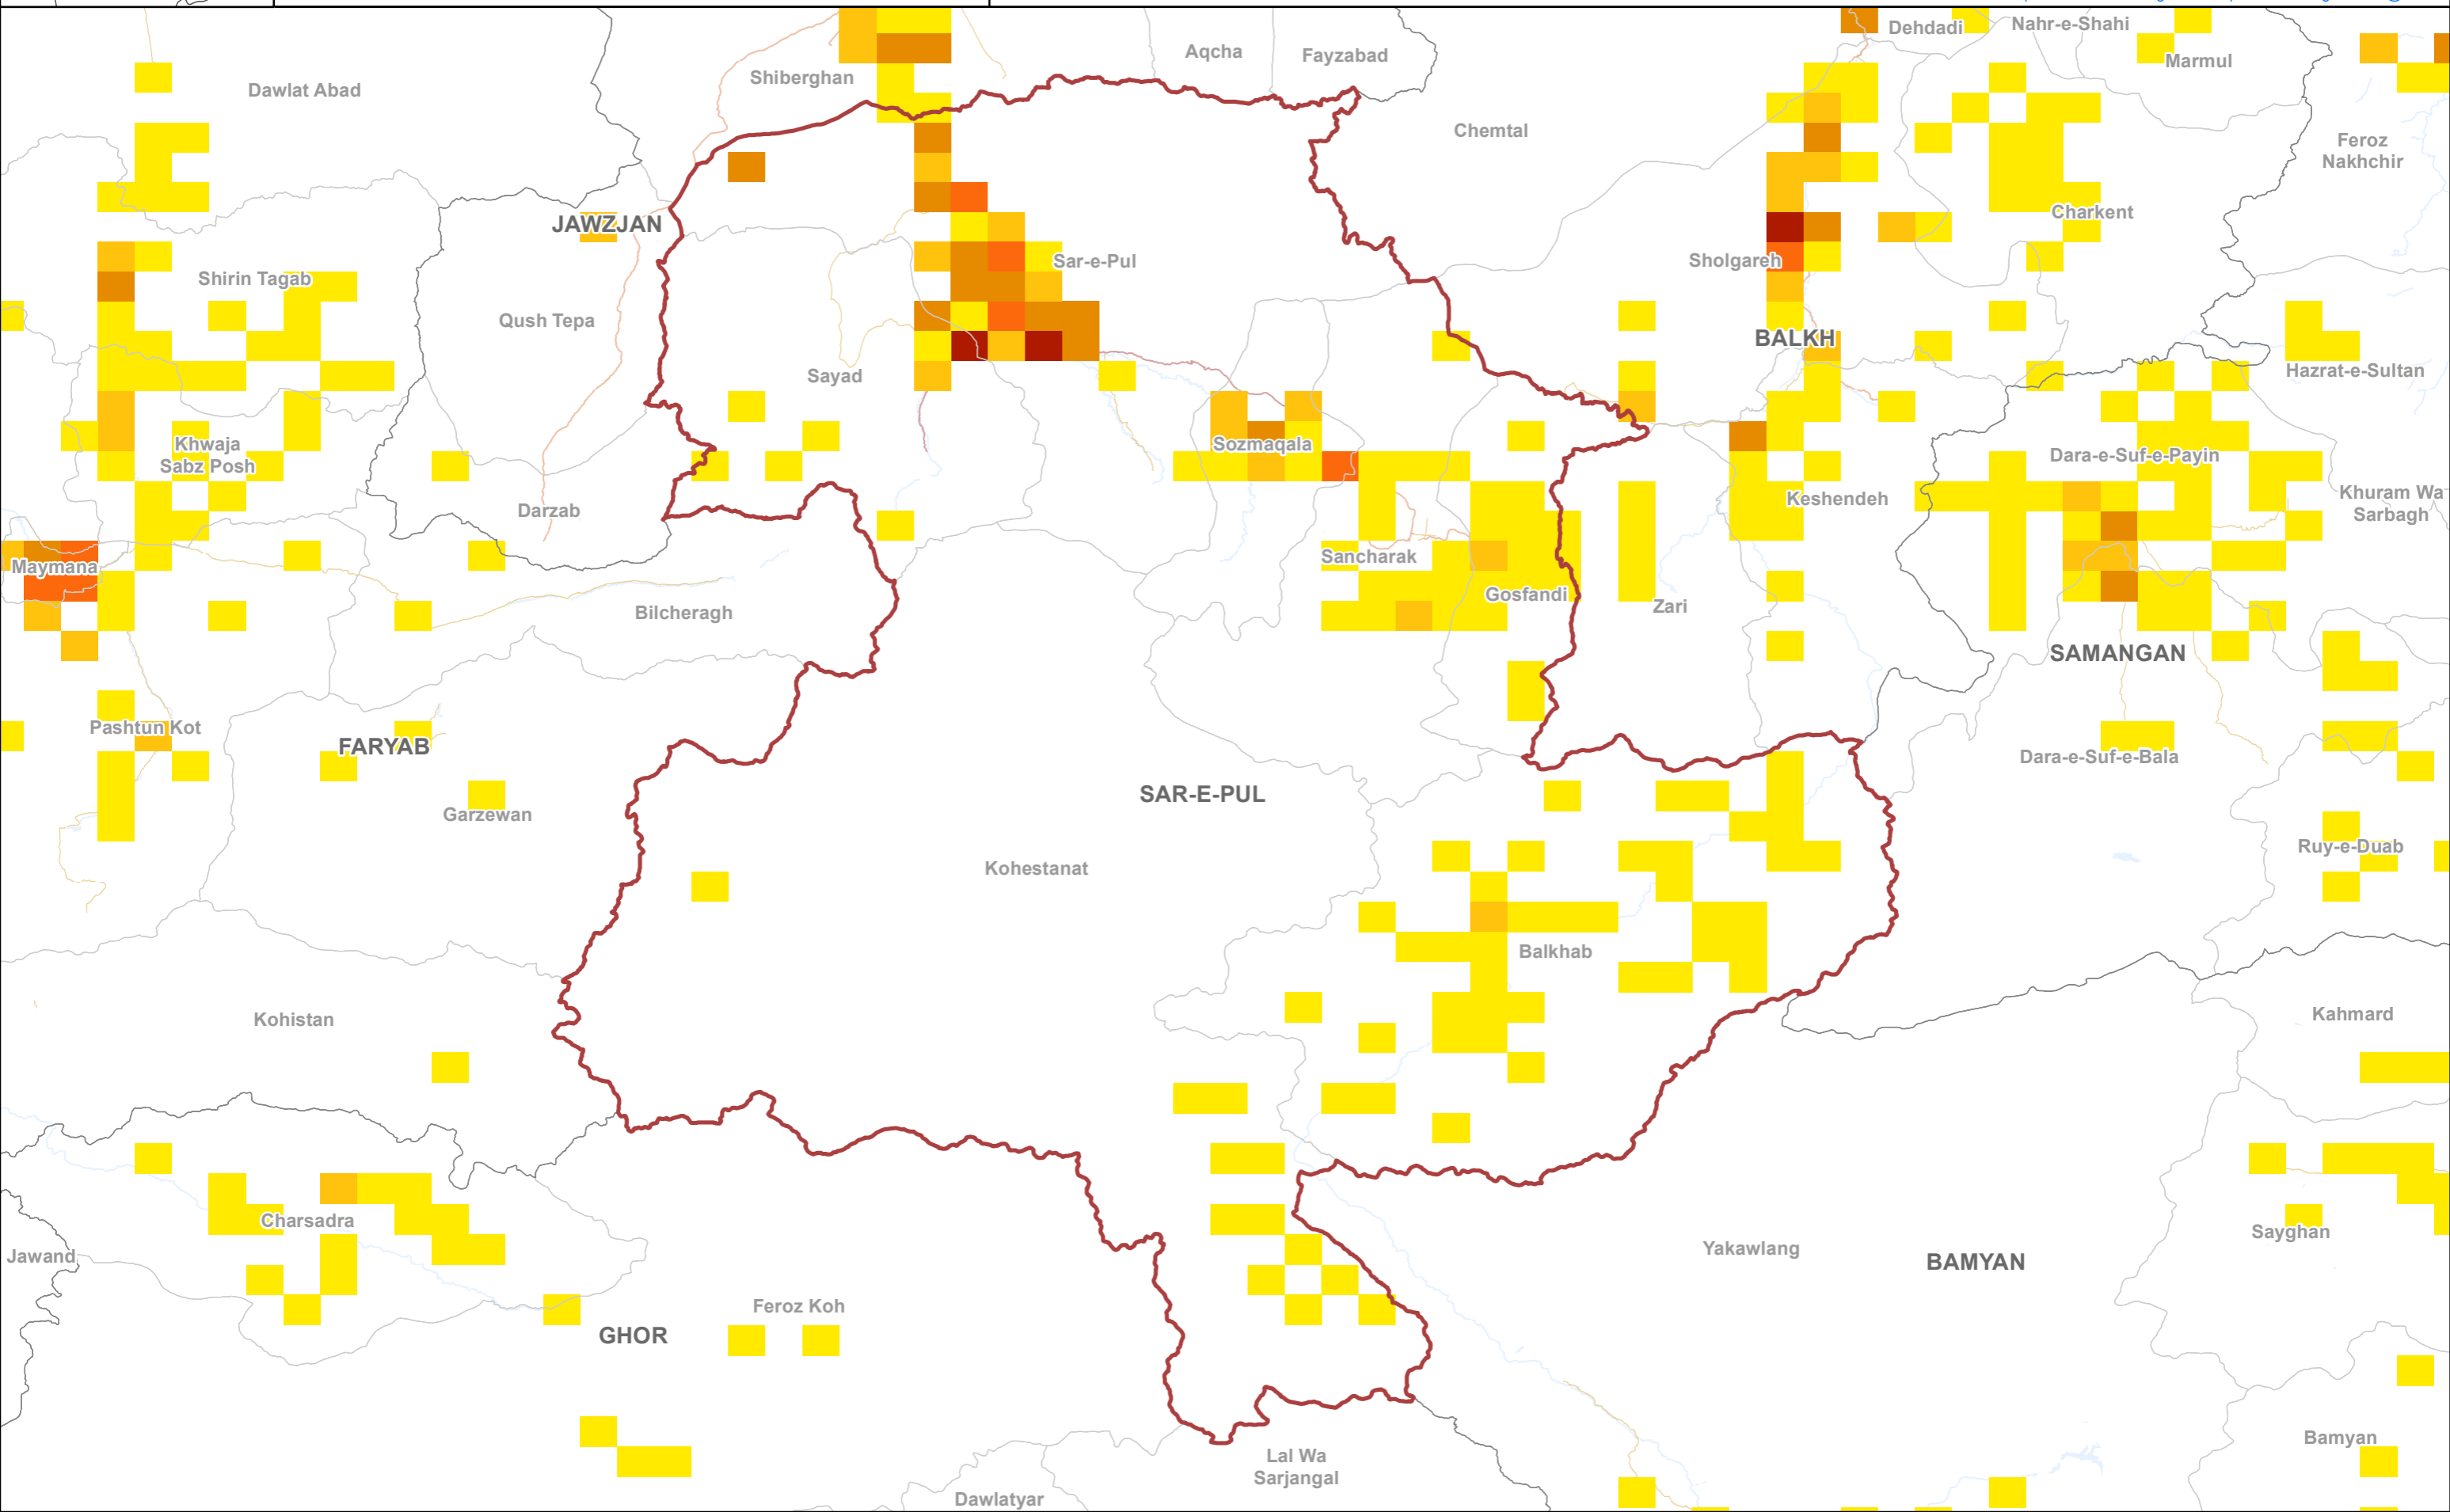 Dehdadi
Nahr-e-Shahi
Aqcha
Fayzabad
Marmul
Shiberghan
Dawlat Abad
Chemtal
Feroz
Nakhchir
Charkent
JAWZJAN
Sar-e-Pul
Sholgareh
Shirin Tagab
Qush Tepa
BALKH
Hazrat-e-Sultan
Sayad
Khwaja
Sabz Posh
Sozmaqala
Dara-e-Suf-e-Payin
Keshendeh
Khuram Wa
Sarbagh
Darzab
Maymana
Sancharak
Gosfandi
Zari
Bilcheragh
SAMANGAN
Pashtun Kot
FARYAB
Dara-e-Suf-e-Bala
SAR-E-PUL
Garzewan
Ruy-e-Duab
Kohestanat
Balkhab
Kohistan
Kahmard
Charsadra
Sayghan
Jawand
Yakawlang
BAMYAN
Feroz Koh
GHOR
Bamyan
Lal Wa
Sarjangal
Dawlatyar